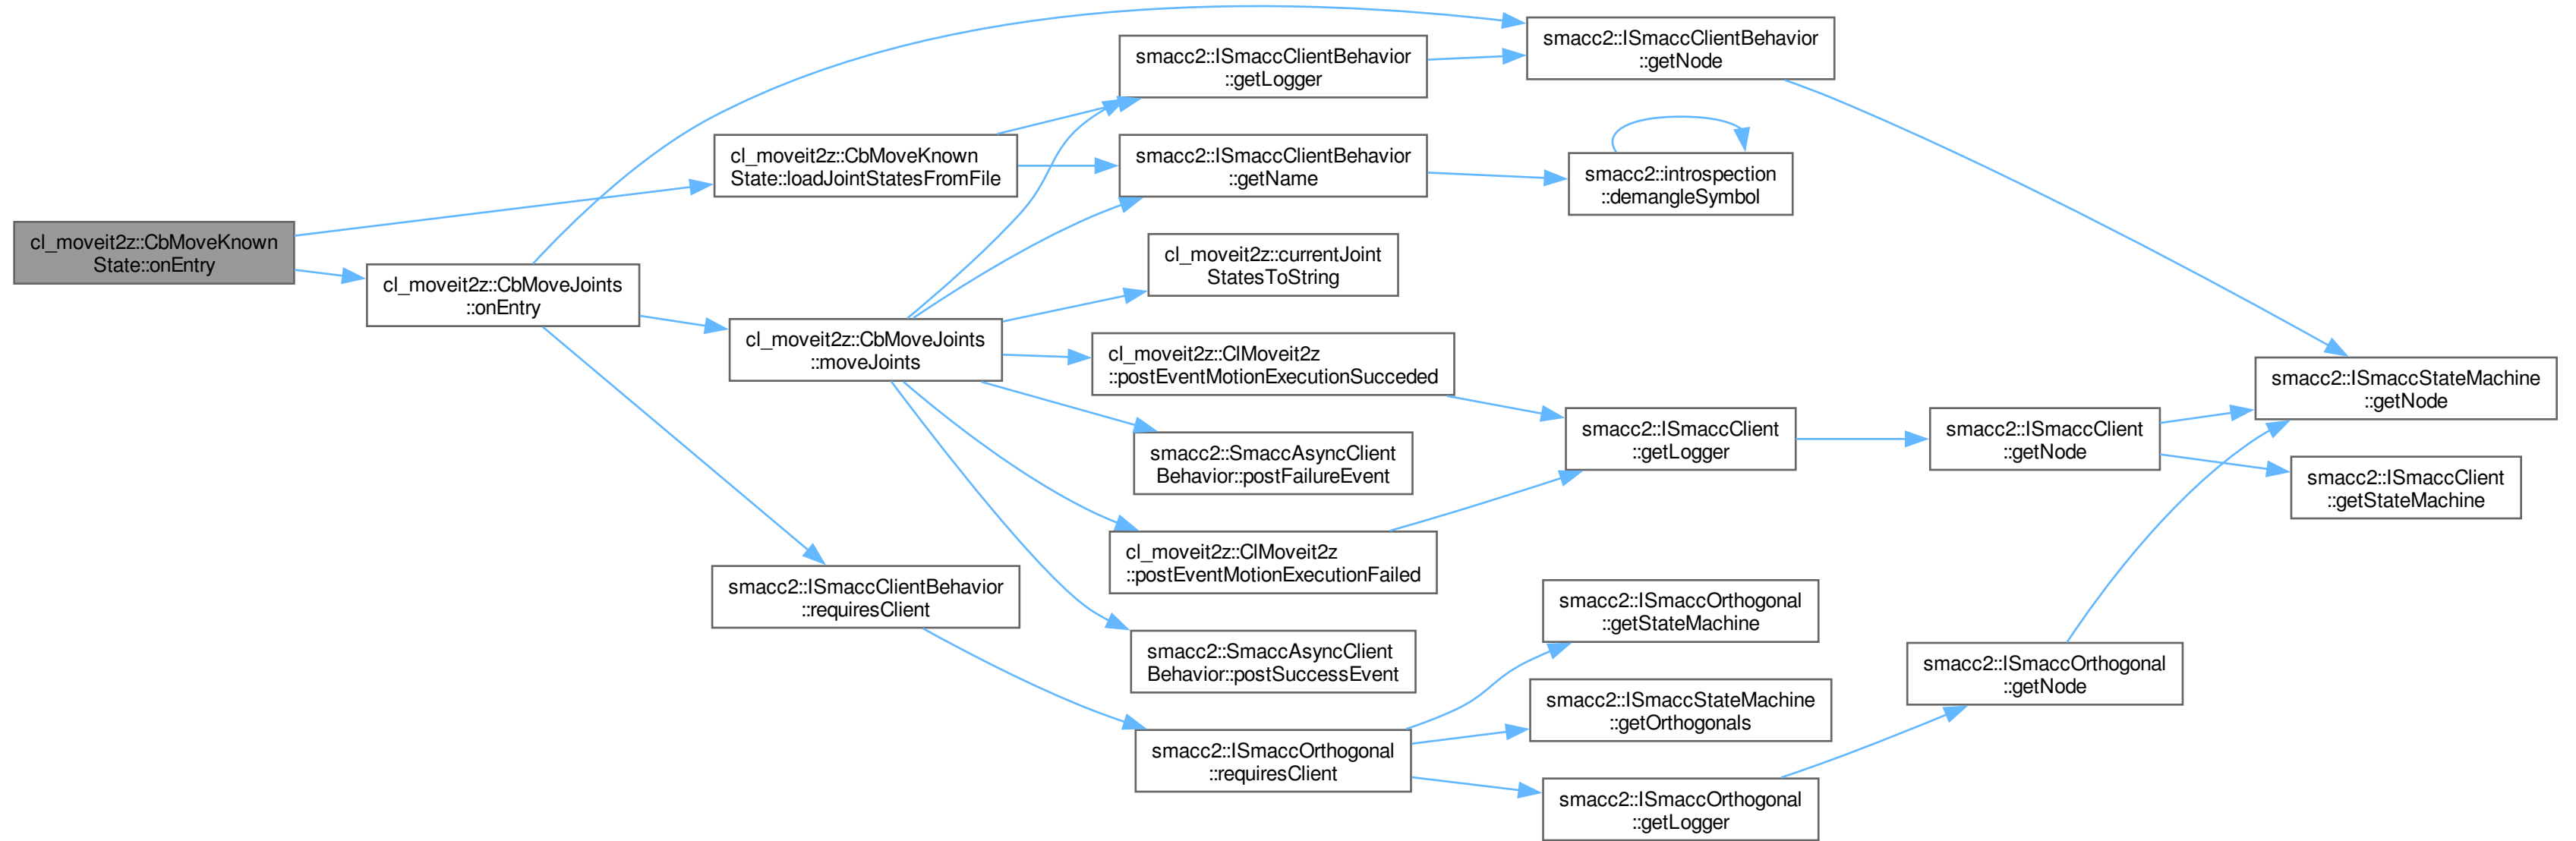 cl_moveit2z::CbMoveKnown
State::onEntry
cl_moveit2z::CbMoveKnown
State::loadJointStatesFromFile
cl_moveit2z::CbMoveJoints
::onEntry
cl_moveit2z::CbMoveJoints
::moveJoints
smacc2::ISmaccClientBehavior
::requiresClient
smacc2::ISmaccClientBehavior
::getLogger
smacc2::ISmaccClientBehavior
::getName
cl_moveit2z::currentJoint
StatesToString
cl_moveit2z::ClMoveit2z
::postEventMotionExecutionSucceded
smacc2::SmaccAsyncClient
Behavior::postFailureEvent
cl_moveit2z::ClMoveit2z
::postEventMotionExecutionFailed
smacc2::SmaccAsyncClient
Behavior::postSuccessEvent
smacc2::ISmaccOrthogonal
::requiresClient
smacc2::ISmaccClientBehavior
::getNode
smacc2::introspection
::demangleSymbol
smacc2::ISmaccClient
::getLogger
smacc2::ISmaccOrthogonal
::getStateMachine
smacc2::ISmaccStateMachine
::getOrthogonals
smacc2::ISmaccOrthogonal
::getLogger
smacc2::ISmaccClient
::getNode
smacc2::ISmaccOrthogonal
::getNode
smacc2::ISmaccStateMachine
::getNode
smacc2::ISmaccClient
::getStateMachine